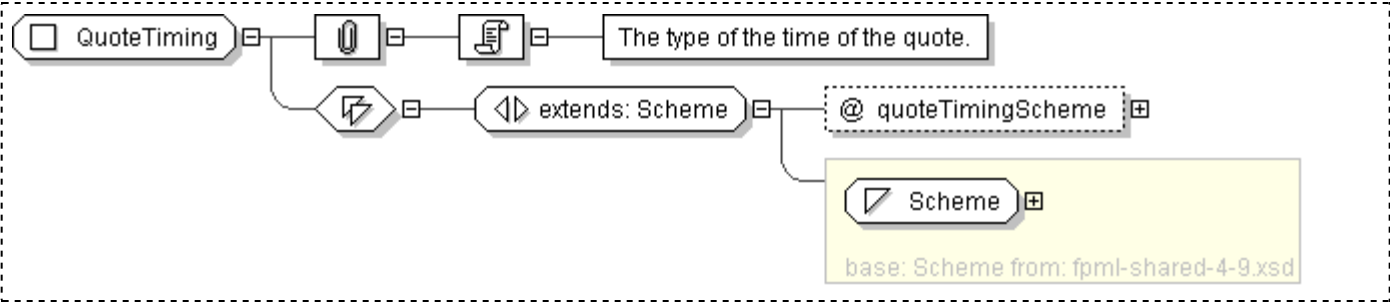 QuoteTiming
The type of the time of the quote.
extends: Scheme
@ quoteTimingScheme
Scheme
base: Scheme from: fpml-shared-4-9.xsd